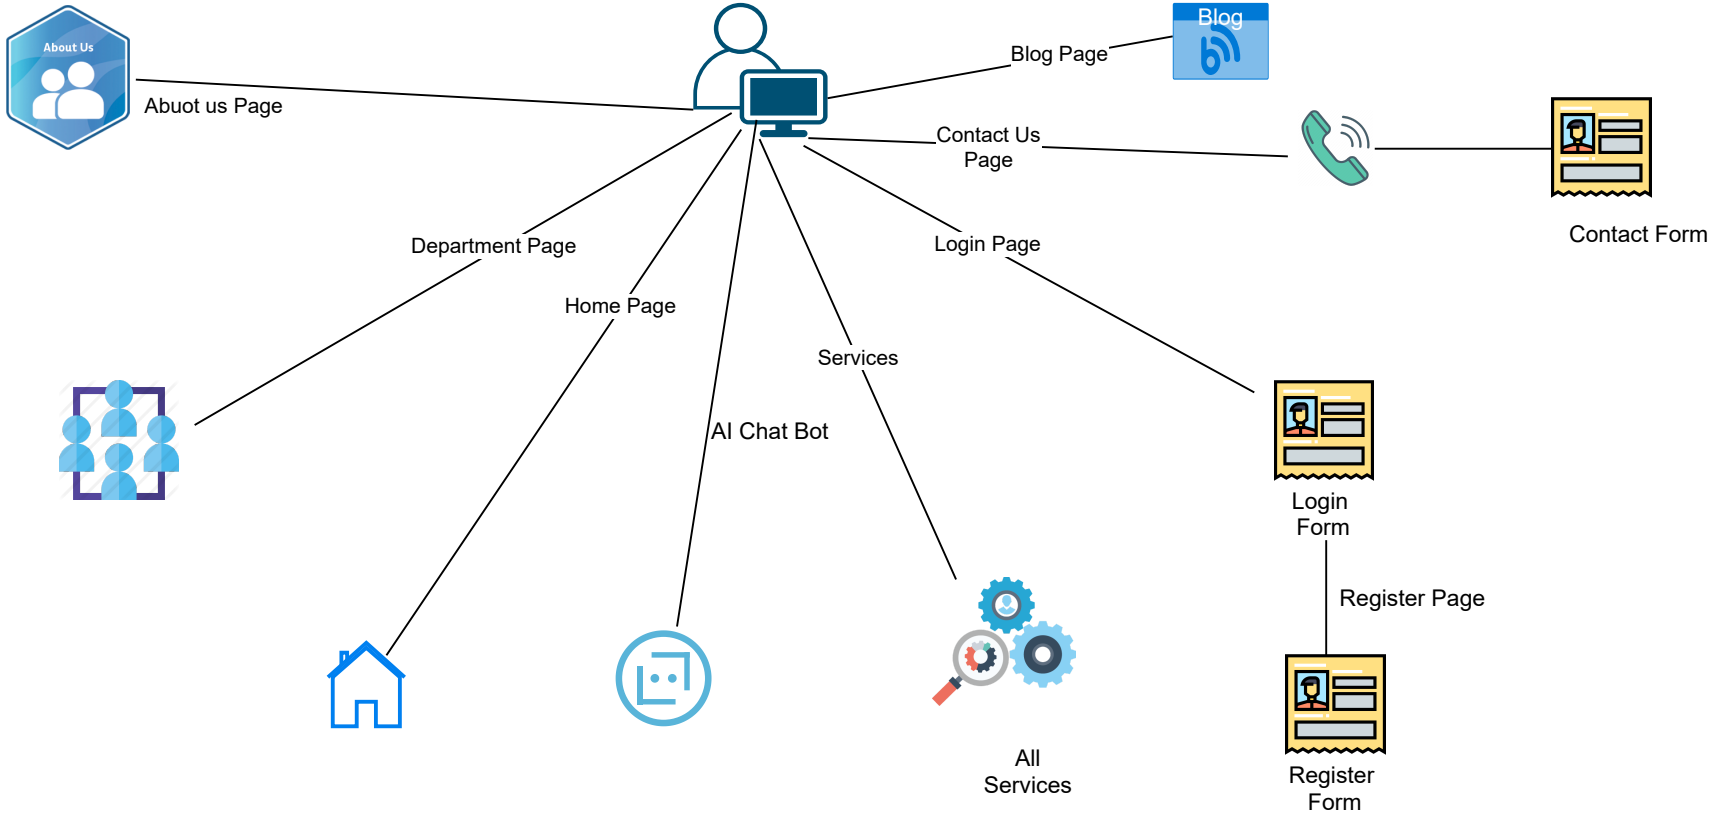 Blog
About Us
Blog Page
Abuot us Page
Contact Us
Page
Contact Form
Department Page
Login Page
Home Page
Services
AI Chat Bot
Login
Form
Register Page
All
Services
Register
Form